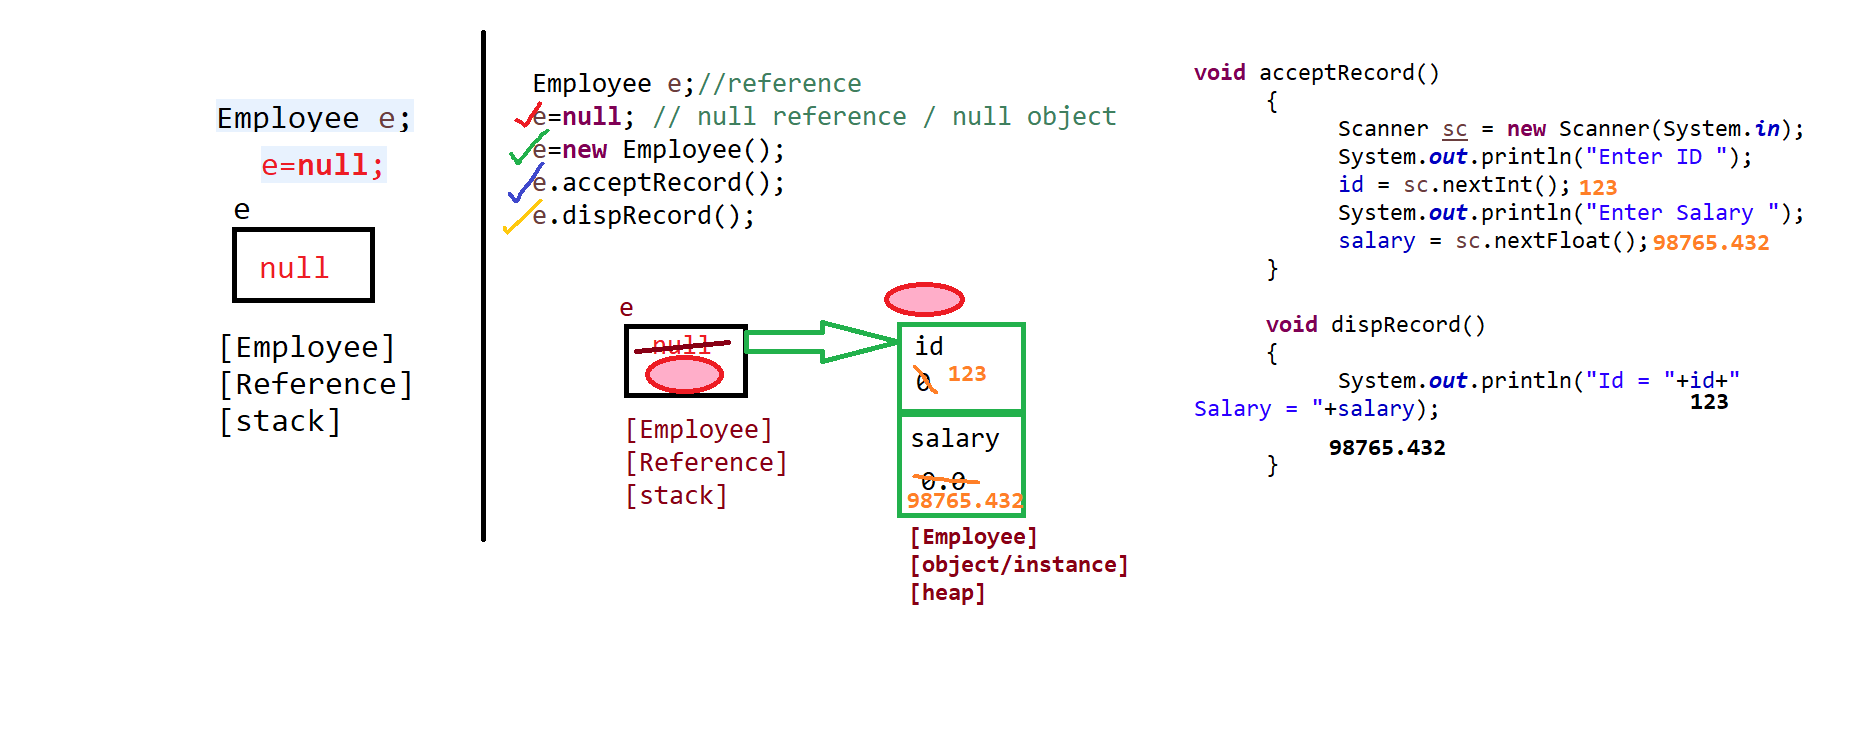 Employee e;
e=null;
e
null
[Employee]
[Reference]
[stack]
Employee e;//reference
e=null; // null reference / null object
e=new Employee();
e.acceptRecord();
e.dispRecord();
e
null
[Employee]
[Reference]
[stack]
id
0 123
salary
0.0
98765.432
[Employee]
[object/instance]
[heap]
void acceptRecord()
{
Scanner sc = new Scanner(System.in);
System.out.println("Enter ID ");
id = sc.nextInt(); 123
System.out.println("Enter Salary ");
salary = sc.nextFloat(); 98765.432
}
void dispRecord()
{
System.out.println("Id = "+id+"
123
Salary = "+salary);
98765.432
}